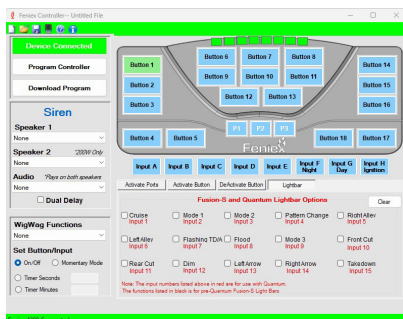 Feniex Controller-- Untitled File
Device Connected
Program Controller
Download Program
Siren
Speaker 1
None
Speaker 2 *200W Only
None
Audio *Plays on both speakers
None
Dual Delay
WigWag Functions
None
Set Button/Input
On/Off Momentary Mode
Timer Seconds
Timer Minutes
Button 1
Button 2
Button 3
Button 4 Button 5
Button 6 Button 7 Button 8
Button 9 Button 10 Button 11
Button 12 Button 13
Button 14
Button 15
Button 16
Button 18 Button 17
P1 P2 P3
Feniex
Input A Input B Input C Input D Input E Input F Night Input G Day Input H Ignition
Activate Ports Activate Button DeActivate Button Lightbar
Fusion-S and Quantum Lightbar Options Clear
Cruise Mode 1 Mode 2 Pattern Change Right Alley
Input 1 Input 2 Input 3 Input 4 Input 5
Left Alley Flashing TD/A Flood Mode 3 Front Cut
Input 6 Input 7 Input 8 Input 9 Input 10
Rear Cut Dim Left Arrow Right Arrow Takedown
Input 11 Input 12 Input 13 Input 14 Input 15
Note: The input numbers listed above in red are for use with Quantum.
The functions listed in black is for pre-Quantum Fusion-S Light Bars